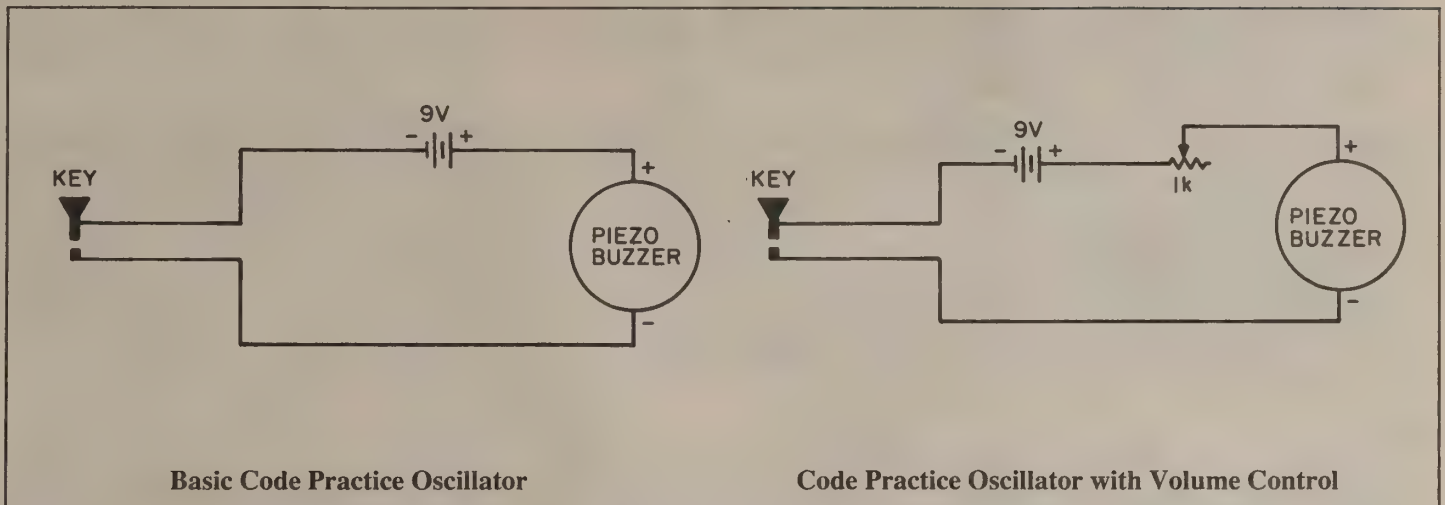 9V
- +
KEY
+
PIEZO
BUZZER
-
Basic Code Practice Oscillator
9V
- +
KEY
1k
+
PIEZO
BUZZER
-
Code Practice Oscillator with Volume Control